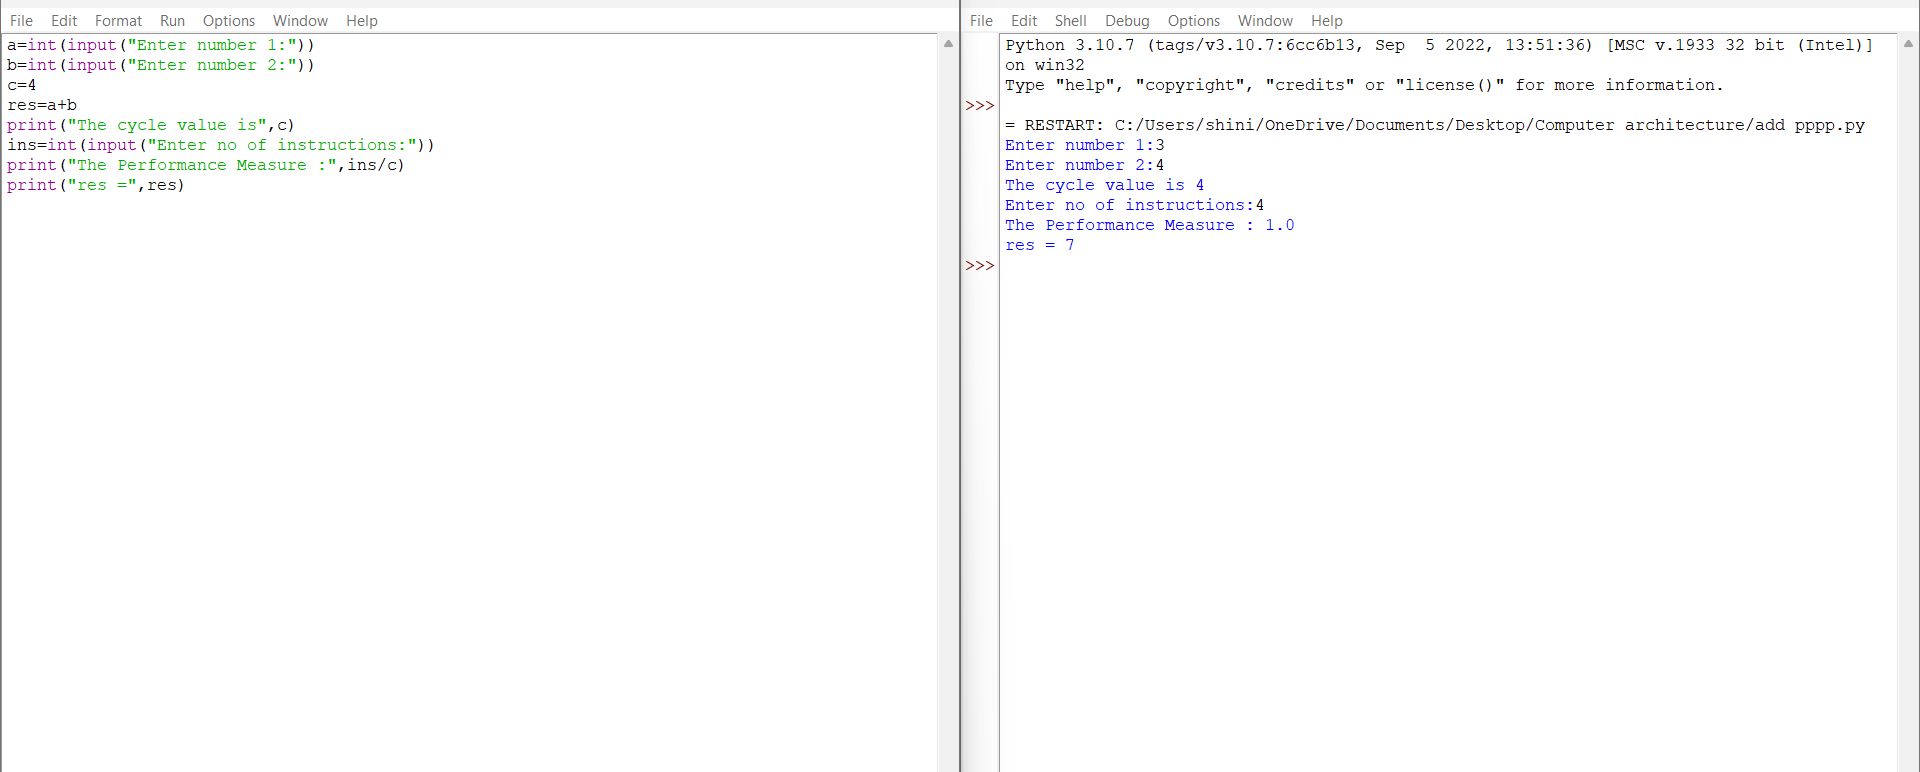 File Edit Format Run Options Window Help
a=int(input("Enter number 1:"))
b=int(input("Enter number 2:"))
c=4
res=a+b
print("The cycle value is",c)
ins=int(input("Enter no of instructions:"))
print("The Performance Measure :",ins/c)
print("res =",res)
File Edit Shell Debug Options Window Help
Python 3.10.7 (tags/v3.10.7:6cc6b13, Sep  5 2022, 13:51:36) [MSC v.1933 32 bit (Intel)]
on win32
Type "help", "copyright", "credits" or "license()" for more information.
>>>
= RESTART: C:/Users/shini/OneDrive/Documents/Desktop/Computer architecture/add pppp.py
Enter number 1:3
Enter number 2:4
The cycle value is 4
Enter no of instructions:4
The Performance Measure : 1.0
res = 7
>>>